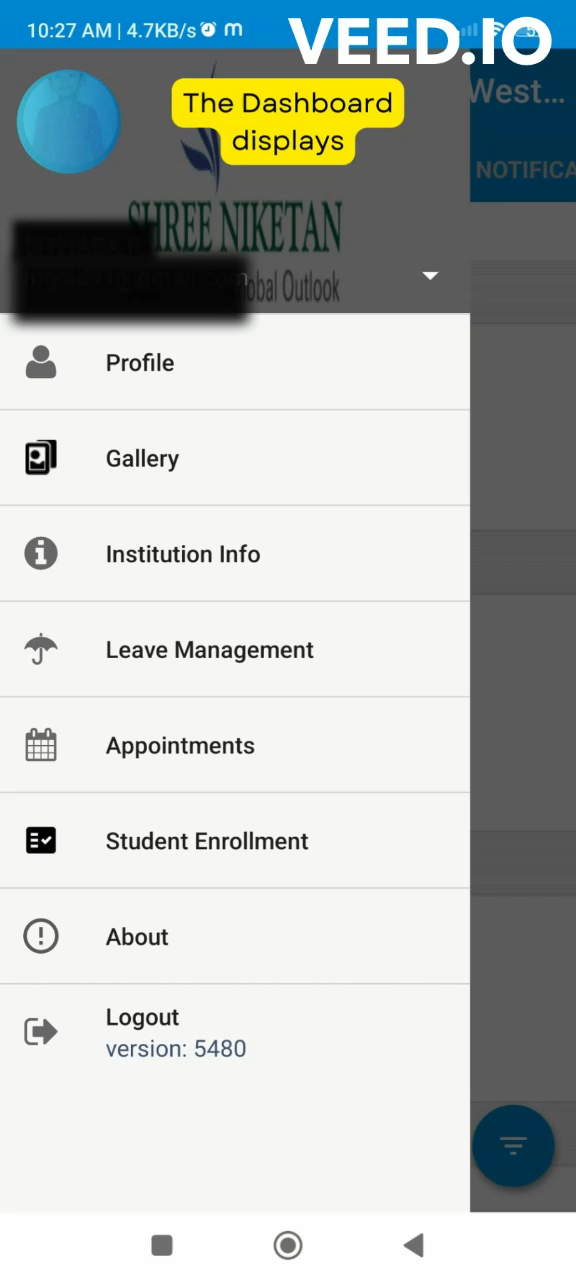 10:27 AM | 4.7KB/s
VEED.IO
The Dashboard
displays
West...
NOTIFICA
SHREE NIKETAN
obal Outlook
Profile
Gallery
Institution Info
Leave Management
Appointments
Student Enrollment
About
Logout
version: 5480